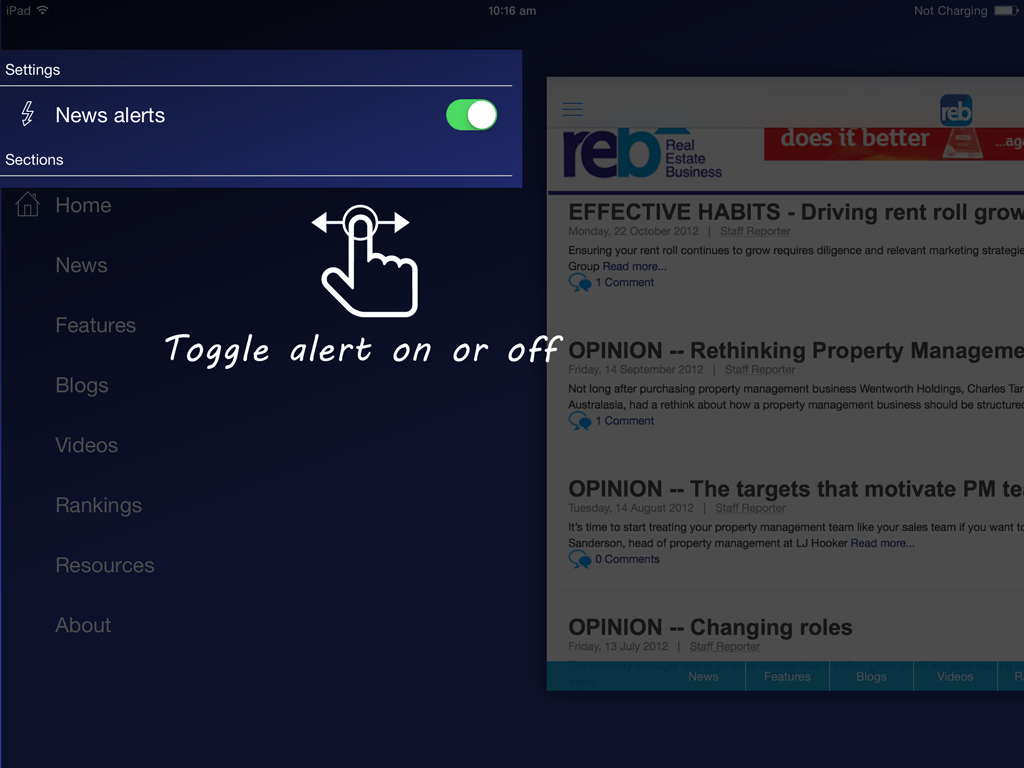 iPad
10:16 am
Not Charging
Settings
News alerts
Sections
Home
News
Features
Blogs
Videos
Rankings
Resources
About
Toggle alert on or off
reb
reb Real
Estate
Business
does it better
EFFECTIVE HABITS - Driving rent roll
Monday, 22 October 2012 | Staff Reporter
Ensuring your rent roll continues to grow requires diligence and relevant marketing
Group Read more...
1 Comment
OPINION -- Rethinking Property
Friday, 14 September 2012 | Staff Reporter
Not long after purchasing property management business Wentworth Holdings, Charles
Australasia, had a rethink about how a property management business should be structured
1 Comment
OPINION -- The targets that motivate PM
Tuesday, 14 August 2012 | Staff Reporter
It's time to start treating your property management team like your sales team if you want to
Sanderson, head of property management at LJ Hooker Read more...
0 Comments
OPINION -- Changing roles
Friday, 13 July 2012 | Staff Reporter
News
Features
Blogs
Videos